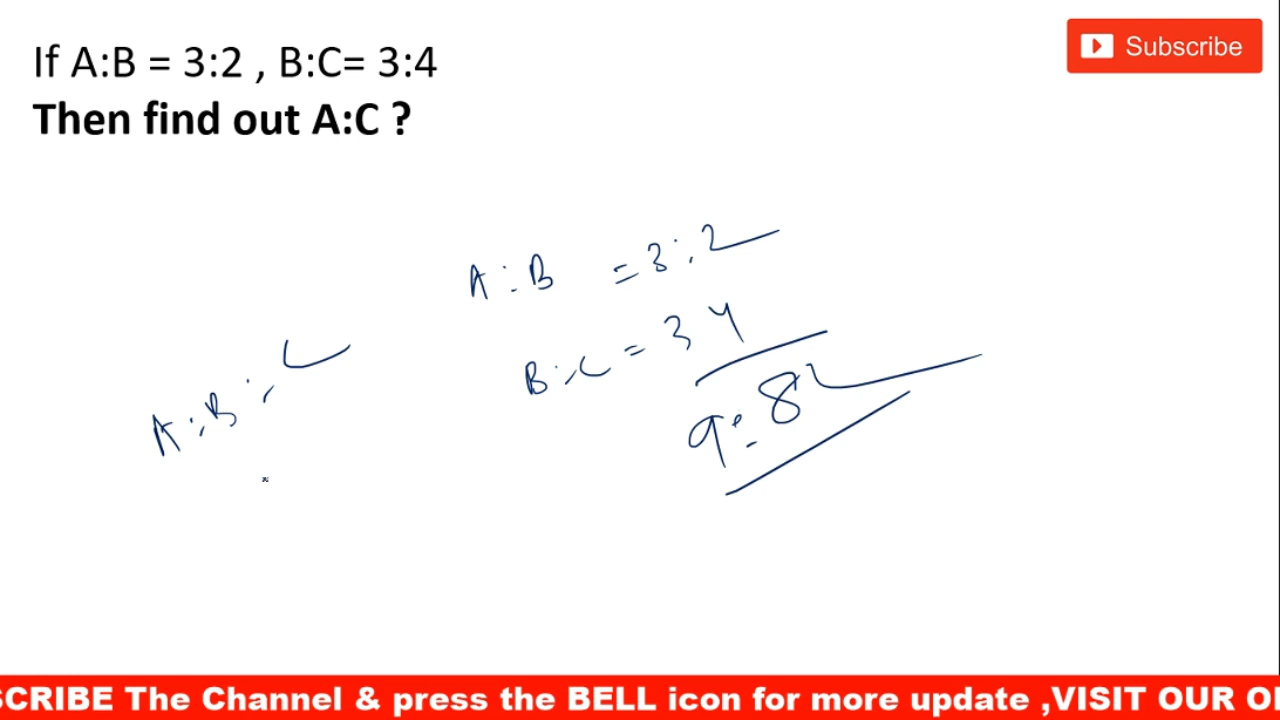 If A:B = 3:2 , B:C= 3:4
Subscribe
Then find out A:C ?
A:B = 3:2
B:C = 3 4
A:B:C
9:8
SCRIBE The Channel & press the BELL icon for more update ,VISIT OUR O